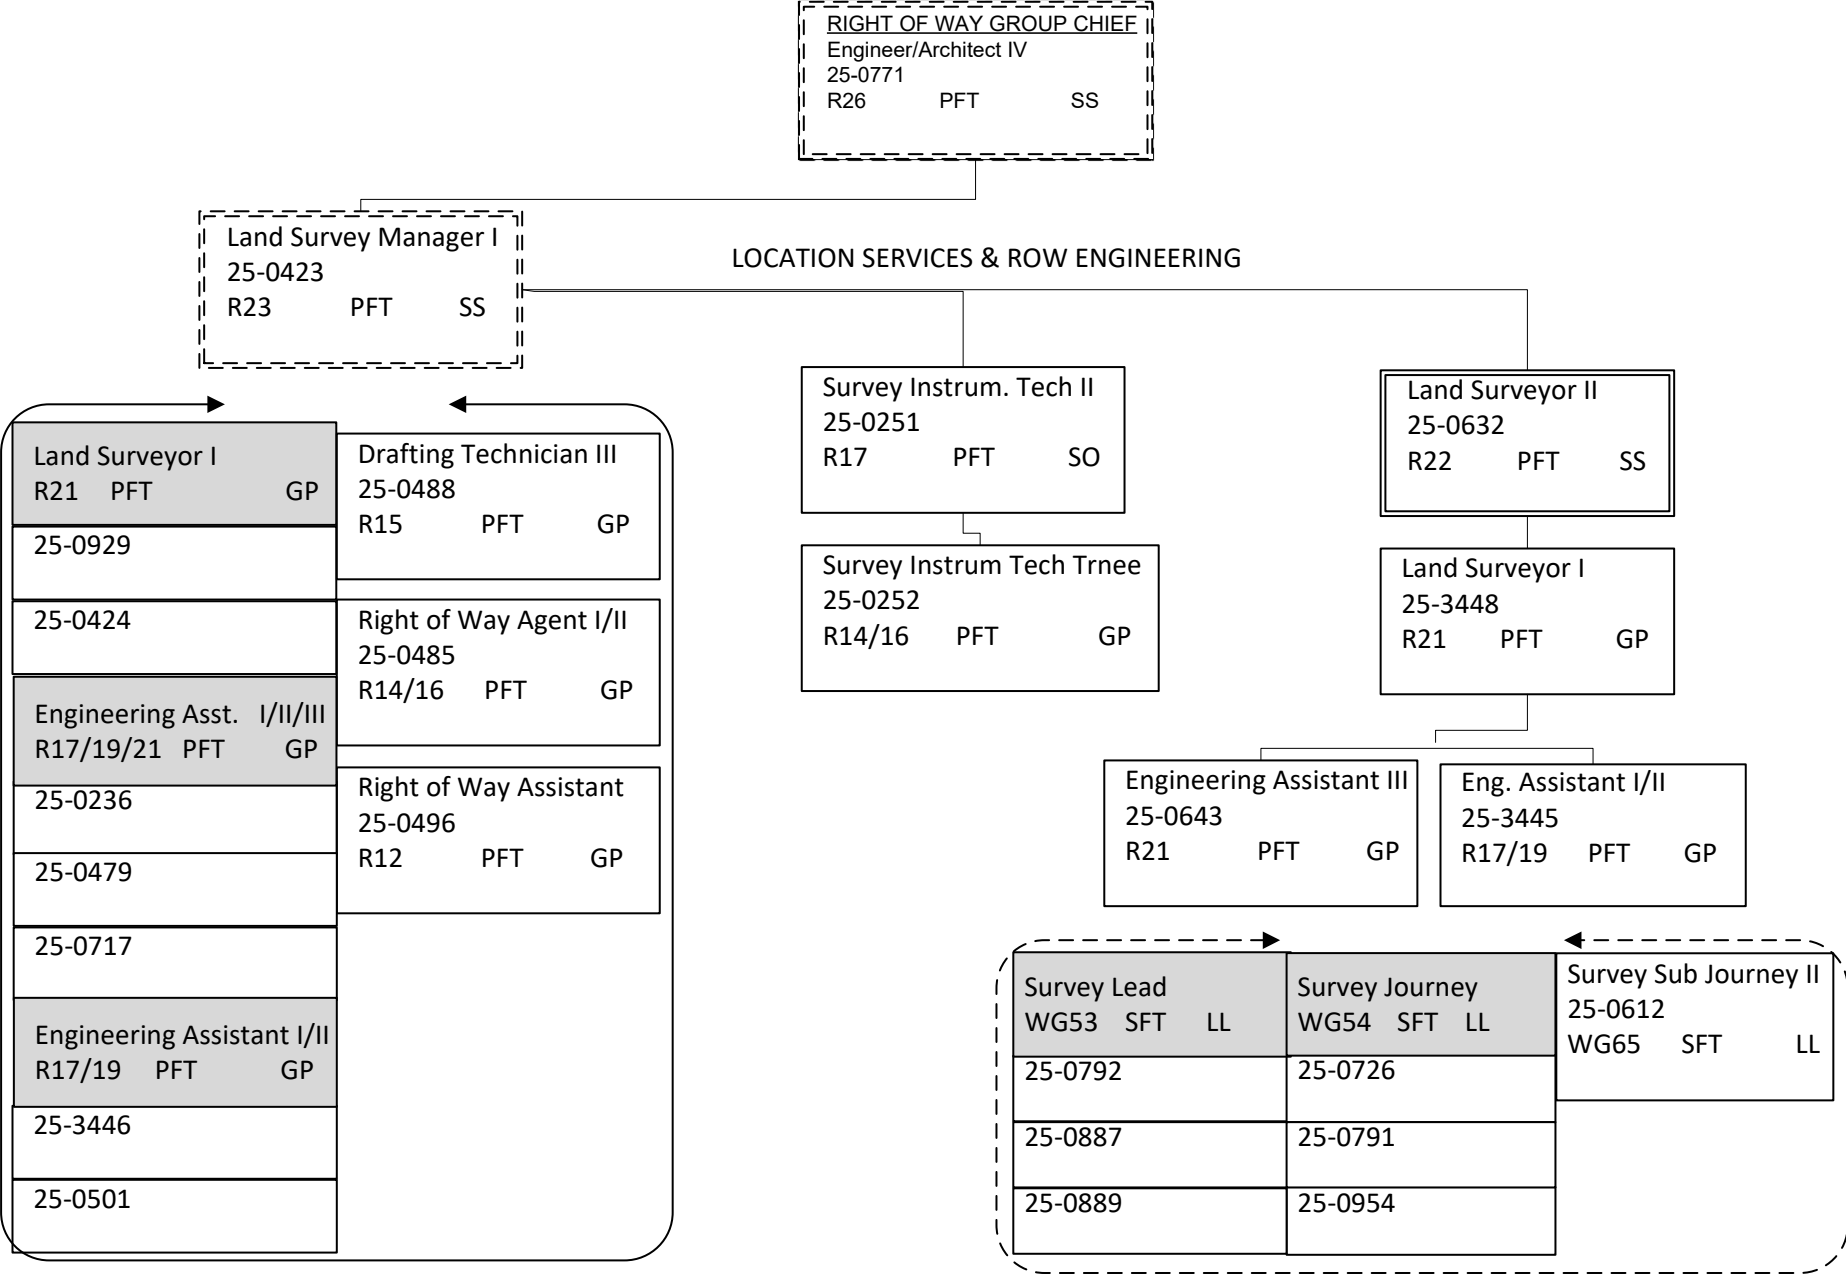 RIGHT OF WAY GROUP CHIEF
Engineer/Architect IV
25-0771
R26 PFT SS
Land Survey Manager I
25-0423
R23 PFT SS
LOCATION SERVICES & ROW ENGINEERING
Land Surveyor I
R21 PFT GP
25-0929
25-0424
Engineering Asst. I/II/III
R17/19/21 PFT GP
25-0236
25-0479
25-0717
Engineering Assistant I/II
R17/19 PFT GP
25-3446
25-0501
Drafting Technician III
25-0488
R15 PFT GP
Right of Way Agent I/II
25-0485
R14/16 PFT GP
Right of Way Assistant
25-0496
R12 PFT GP
Survey Instrum. Tech II
25-0251
R17 PFT SO
Survey Instrum Tech Trnee
25-0252
R14/16 PFT GP
Land Surveyor II
25-0632
R22 PFT SS
Land Surveyor I
25-3448
R21 PFT GP
Engineering Assistant III
25-0643
R21 PFT GP
Eng. Assistant I/II
25-3445
R17/19 PFT GP
Survey Lead
WG53 SFT LL
25-0792
25-0887
25-0889
Survey Journey
WG54 SFT LL
25-0726
25-0791
25-0954
Survey Sub Journey II
25-0612
WG65 SFT LL